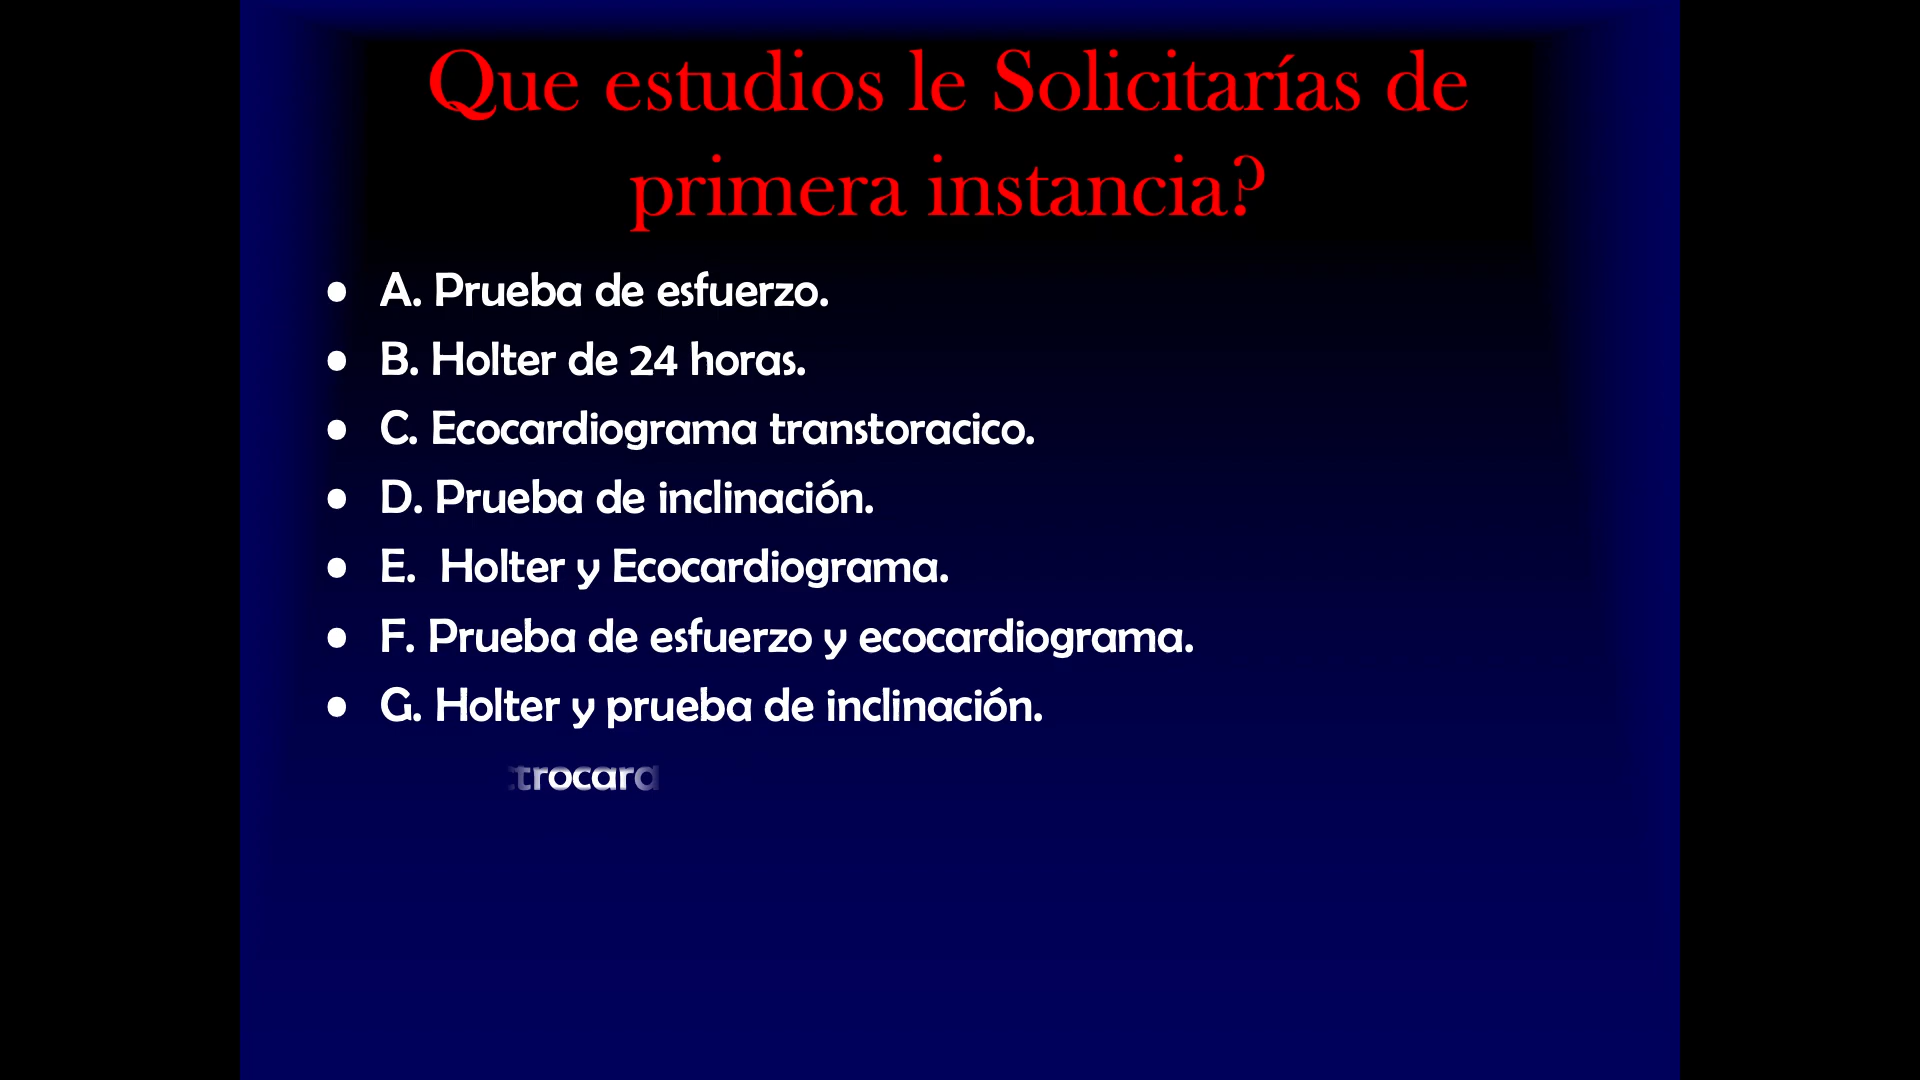 Que estudios le Solicitarías de
primera instancia?
• A. Prueba de esfuerzo.
• B. Holter de 24 horas.
• C. Ecocardiograma transtoracico.
• D. Prueba de inclinación.
• E. Holter y Ecocardiograma.
• F. Prueba de esfuerzo y ecocardiograma.
• G. Holter y prueba de inclinación.